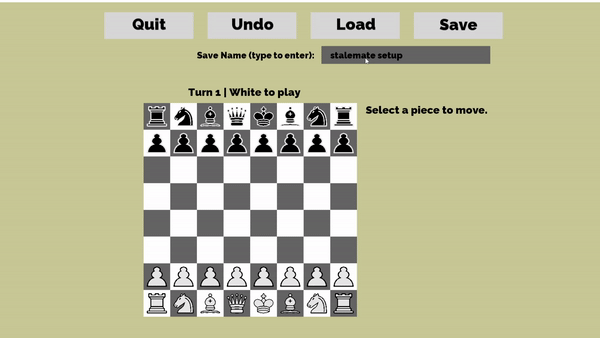 Quit Undo Load Save
Save Name (type to enter): stalemate setup
Turn 1 | White to play
Select a piece to move.